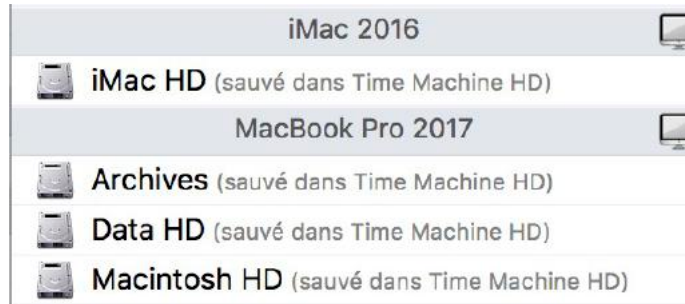 iMac 2016
iMac HD (sauvé dans Time Machine HD)
MacBook Pro 2017
Archives (sauvé dans Time Machine HD)
Data HD (sauvé dans Time Machine HD)
Macintosh HD (sauvé dans Time Machine HD)